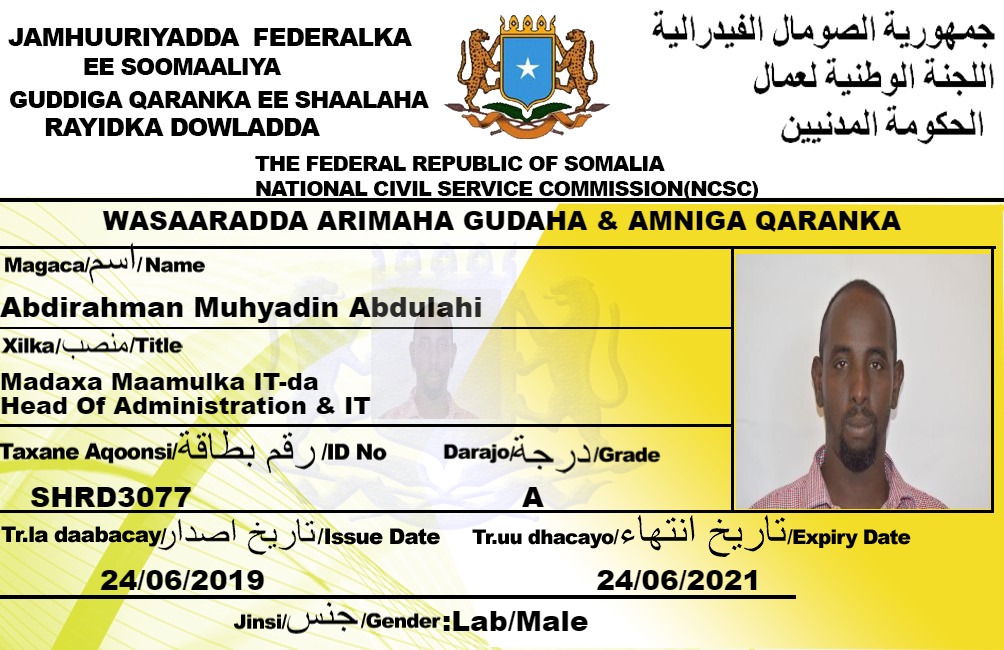 JAMHUURIYADDA FEDERALKA
EE SOOMAALIYA
GUDDIGA QARANKA EE SHAALAHA
RAYIDKA DOWLADDA
جمهورية الصومال الفيدرالية
اللجنة الوطنية لعمال
الحكومة المدنيين
THE FEDERAL REPUBLIC OF SOMALIA
NATIONAL CIVIL SERVICE COMMISSION(NCSC)
WASAARADDA ARIMAHA GUDAHA & AMNIGA QARANKA
Magaca/اسم/Name
Abdirahman Muhyadin Abdulahi
Xilka/منصب/Title
Madaxa Maamulka IT-da
Head Of Administration & IT
Taxane Aqoonsi/رقم بطاقة/ID No Darajo/درجة/Grade
SHRD3077 A
Tr.la daabacay/تاريخ اصدار/Issue Date Tr.uu dhacayo/تاريخ انتهاء/Expiry Date
24/06/2019 24/06/2021
Jinsi/جنس/Gender:Lab/Male